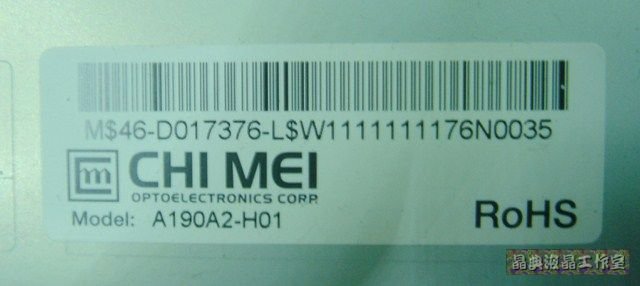 M$46-D017376-L$W1111111176N0035
CHI MEI
OPTOELECTRONICS CORP.
Model: A190A2-H01
RoHS
晶典液晶工作室